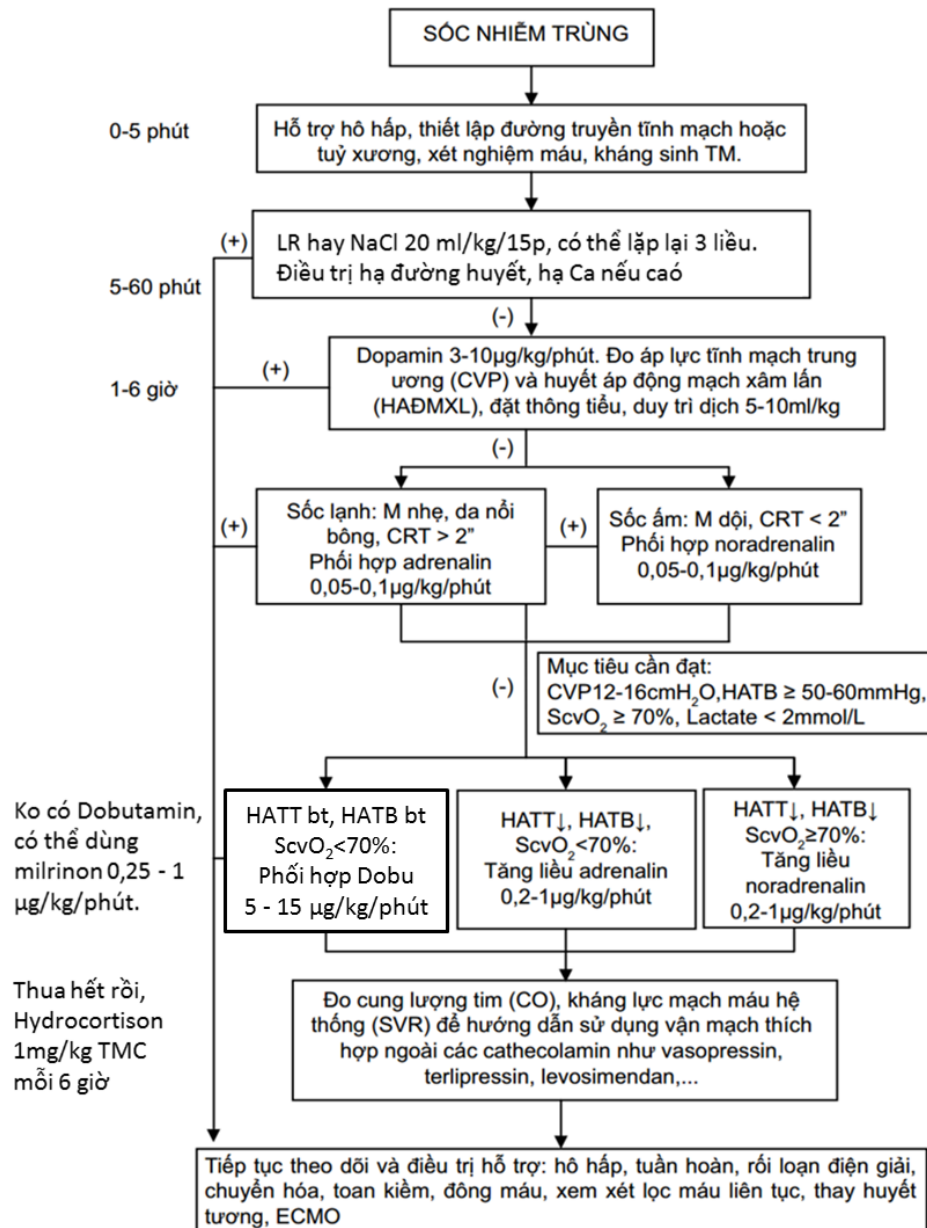 SỐC NHIỄM TRÙNG
0-5 phút
Hỗ trợ hô hấp, thiết lập đường truyền tĩnh mạch hoặc
tuỷ xương, xét nghiệm máu, kháng sinh TM.
(+)
LR hay NaCl 20 ml/kg/15p, có thể lặp lại 3 liều.
Điều trị hạ đường huyết, hạ Ca nếu caó
5-60 phút
(-)
1-6 giờ
(+)
Dopamin 3-10µg/kg/phút. Đo áp lực tĩnh mạch trung
ương (CVP) và huyết áp động mạch xâm lấn
(HAĐMXL), đặt thông tiểu, duy trì dịch 5-10ml/kg
(-)
(+)
Sốc lạnh: M nhẹ, da nổi
bông, CRT > 2”
Phối hợp adrenalin
0,05-0,1µg/kg/phút
(+)
Sốc ấm: M dội, CRT < 2”
Phối hợp noradrenalin
0,05-0,1µg/kg/phút
(-)
Mục tiêu cần đạt:
CVP12-16cmH₂O,HATB ≥ 50-60mmHg,
ScvO₂ ≥ 70%, Lactate < 2mmol/L
Ko có Dobutamin,
có thể dùng
milrinon 0,25 - 1
µg/kg/phút.
HATT bt, HATB bt
ScvO₂<70%:
Phối hợp Dobu
5 - 15 µg/kg/phút
HATT↓, HATB↓,
ScvO₂<70%:
Tăng liều adrenalin
0,2-1µg/kg/phút
HATT↓, HATB↓
ScvO₂≥70%:
Tăng liều
noradrenalin
0,2-1µg/kg/phút
Thua hết rồi,
Hydrocortison
1mg/kg TMC
mỗi 6 giờ
Đo cung lượng tim (CO), kháng lực mạch máu hệ
thống (SVR) để hướng dẫn sử dụng vận mạch thích
hợp ngoài các cathecolamin như vasopressin,
terlipressin, levosimendan,...
Tiếp tục theo dõi và điều trị hỗ trợ: hô hấp, tuần hoàn, rối loạn điện giải,
chuyển hóa, toan kiềm, đông máu, xem xét lọc máu liên tục, thay huyết
tương, ECMO